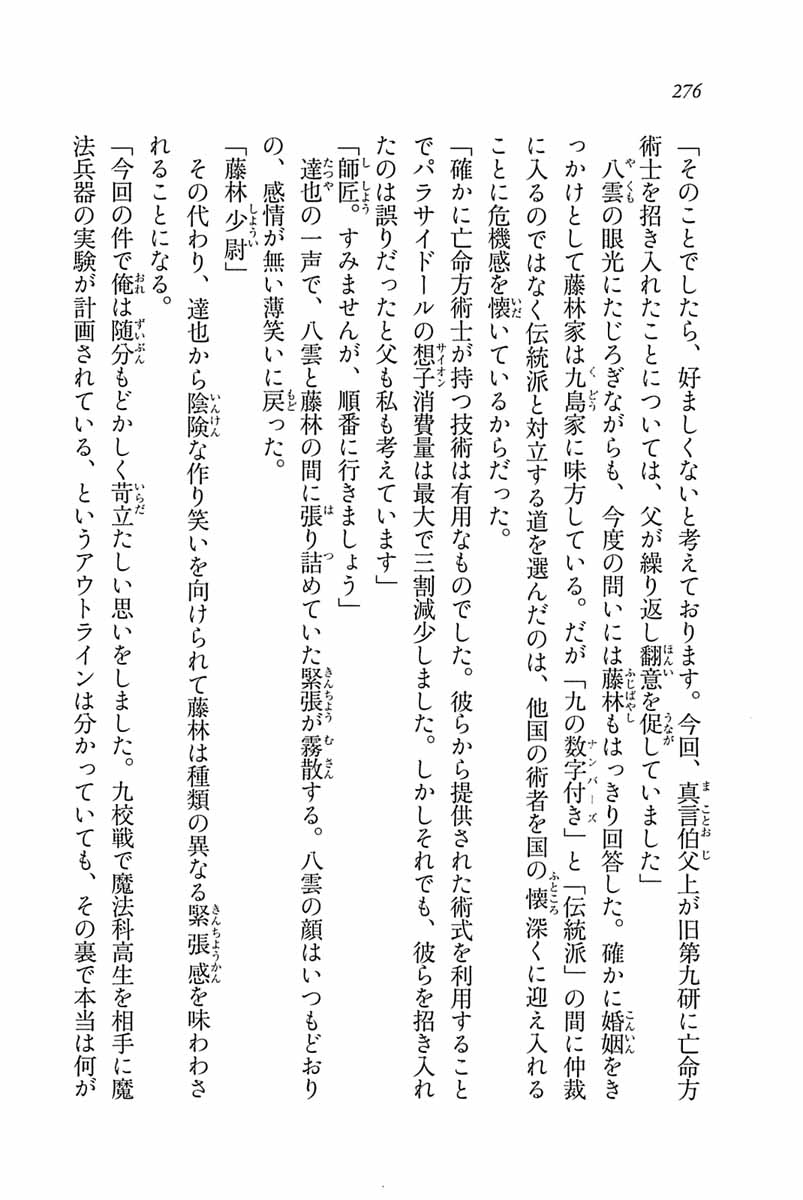 276
「そのことでしたら、好ましくないと考えております。今回、真言伯父上が旧第九研に亡命方
術士を招き入れたことについては、父が繰り返し翻意を促していました」
八雲の眼光にたじろぎながらも、今度の問いには藤林もはっきり回答した。確かに婚姻をき
っかけとして藤林家は九島家に味方している。だが「九の数字付き」と「伝統派」の間に仲裁
に入るのではなく伝統派と対立する道を選んだのは、他国の術者を国の懐深くに迎え入れる
ことに危機感を懐いているからだった。
「確かに亡命方術士が持つ技術は有用なものでした。彼らから提供された術式を利用すること
でパラサイドールの想子消費量は最大で三割減少しました。しかしそれでも、彼らを招き入れ
たのは誤りだったと父も私も考えています」
「師匠。すみませんが、順番に行きましょう」
達也の一声で、八雲と藤林の間に張り詰めていた緊張が霧散する。八雲の顔はいつもどおり
の、感情が無い薄笑いに戻った。
「藤林少尉」
その代わり、達也から陰険な作り笑いを向けられて藤林は種類の異なる緊張感を味わわさ
れることになる。
「今回の件で俺は随分もどかしく苛立たしい思いをしました。九校戦で魔法科高生を相手に魔
法兵器の実験が計画されている、というアウトラインは分かっていても、その裏で本当は何が